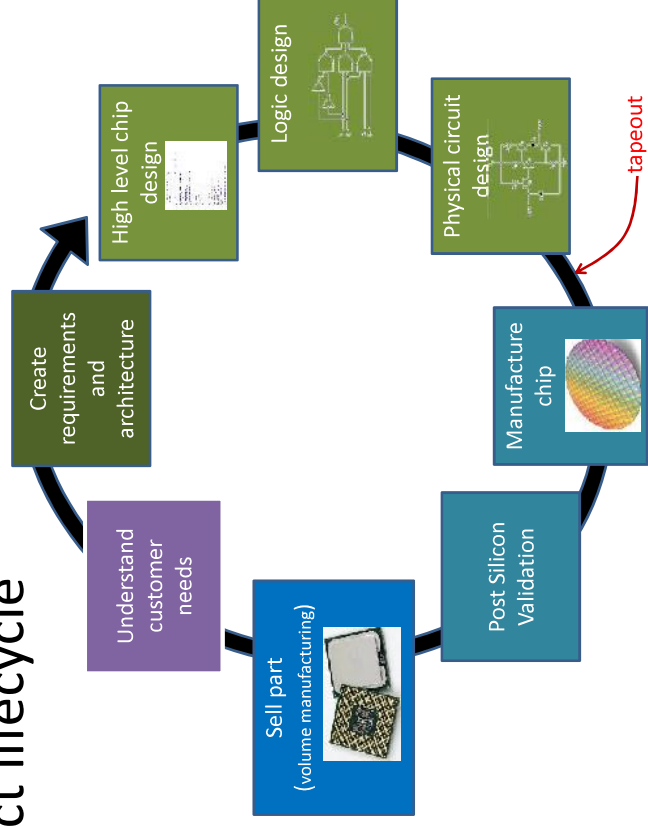 ct lifecycle
Understand
customer
needs
Create
requirements
and
architecture
High level chip
design
Logic design
Physical circuit
design
tapeout
Manufacture
chip
Post Silicon
Validation
Sell part
(volume manufacturing)